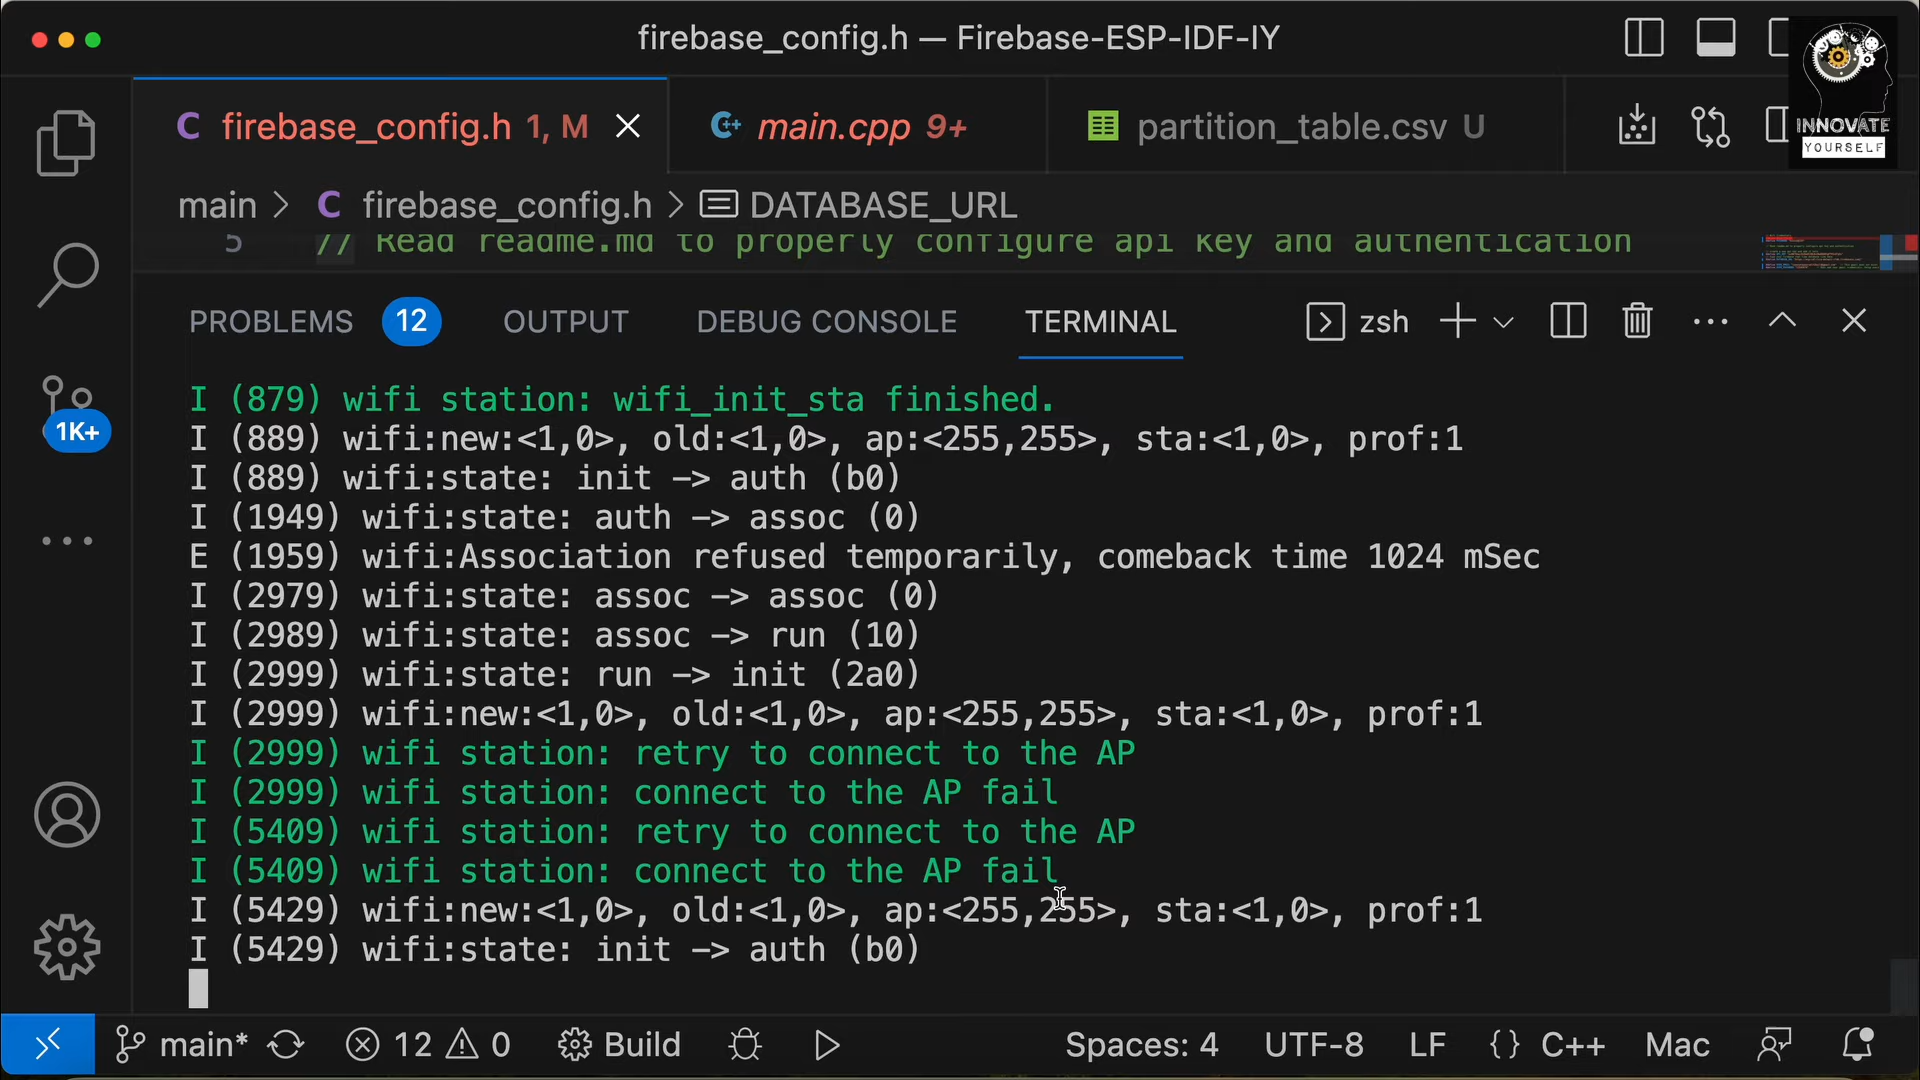 firebase_config.h — Firebase-ESP-IDF-IY
INNOVATE
YOURSELF
C firebase_config.h 1, M
C++ main.cpp 9+
partition_table.csv U
main > C firebase_config.h > DATABASE_URL
5 // Read readme.md to properly configure api key and authentication
PROBLEMS 12 OUTPUT DEBUG CONSOLE TERMINAL zsh
1K+
I (879) wifi station: wifi_init_sta finished.
I (889) wifi:new:<1,0>, old:<1,0>, ap:<255,255>, sta:<1,0>, prof:1
I (889) wifi:state: init -> auth (b0)
I (1949) wifi:state: auth -> assoc (0)
E (1959) wifi:Association refused temporarily, comeback time 1024 mSec
I (2979) wifi:state: assoc -> assoc (0)
I (2989) wifi:state: assoc -> run (10)
I (2999) wifi:state: run -> init (2a0)
I (2999) wifi:new:<1,0>, old:<1,0>, ap:<255,255>, sta:<1,0>, prof:1
I (2999) wifi station: retry to connect to the AP
I (2999) wifi station: connect to the AP fail
I (5409) wifi station: retry to connect to the AP
I (5409) wifi station: connect to the AP fail
I (5429) wifi:new:<1,0>, old:<1,0>, ap:<255,255>, sta:<1,0>, prof:1
I (5429) wifi:state: init -> auth (b0)
main* 12 0 Build Spaces: 4 UTF-8 LF {} C++ Mac